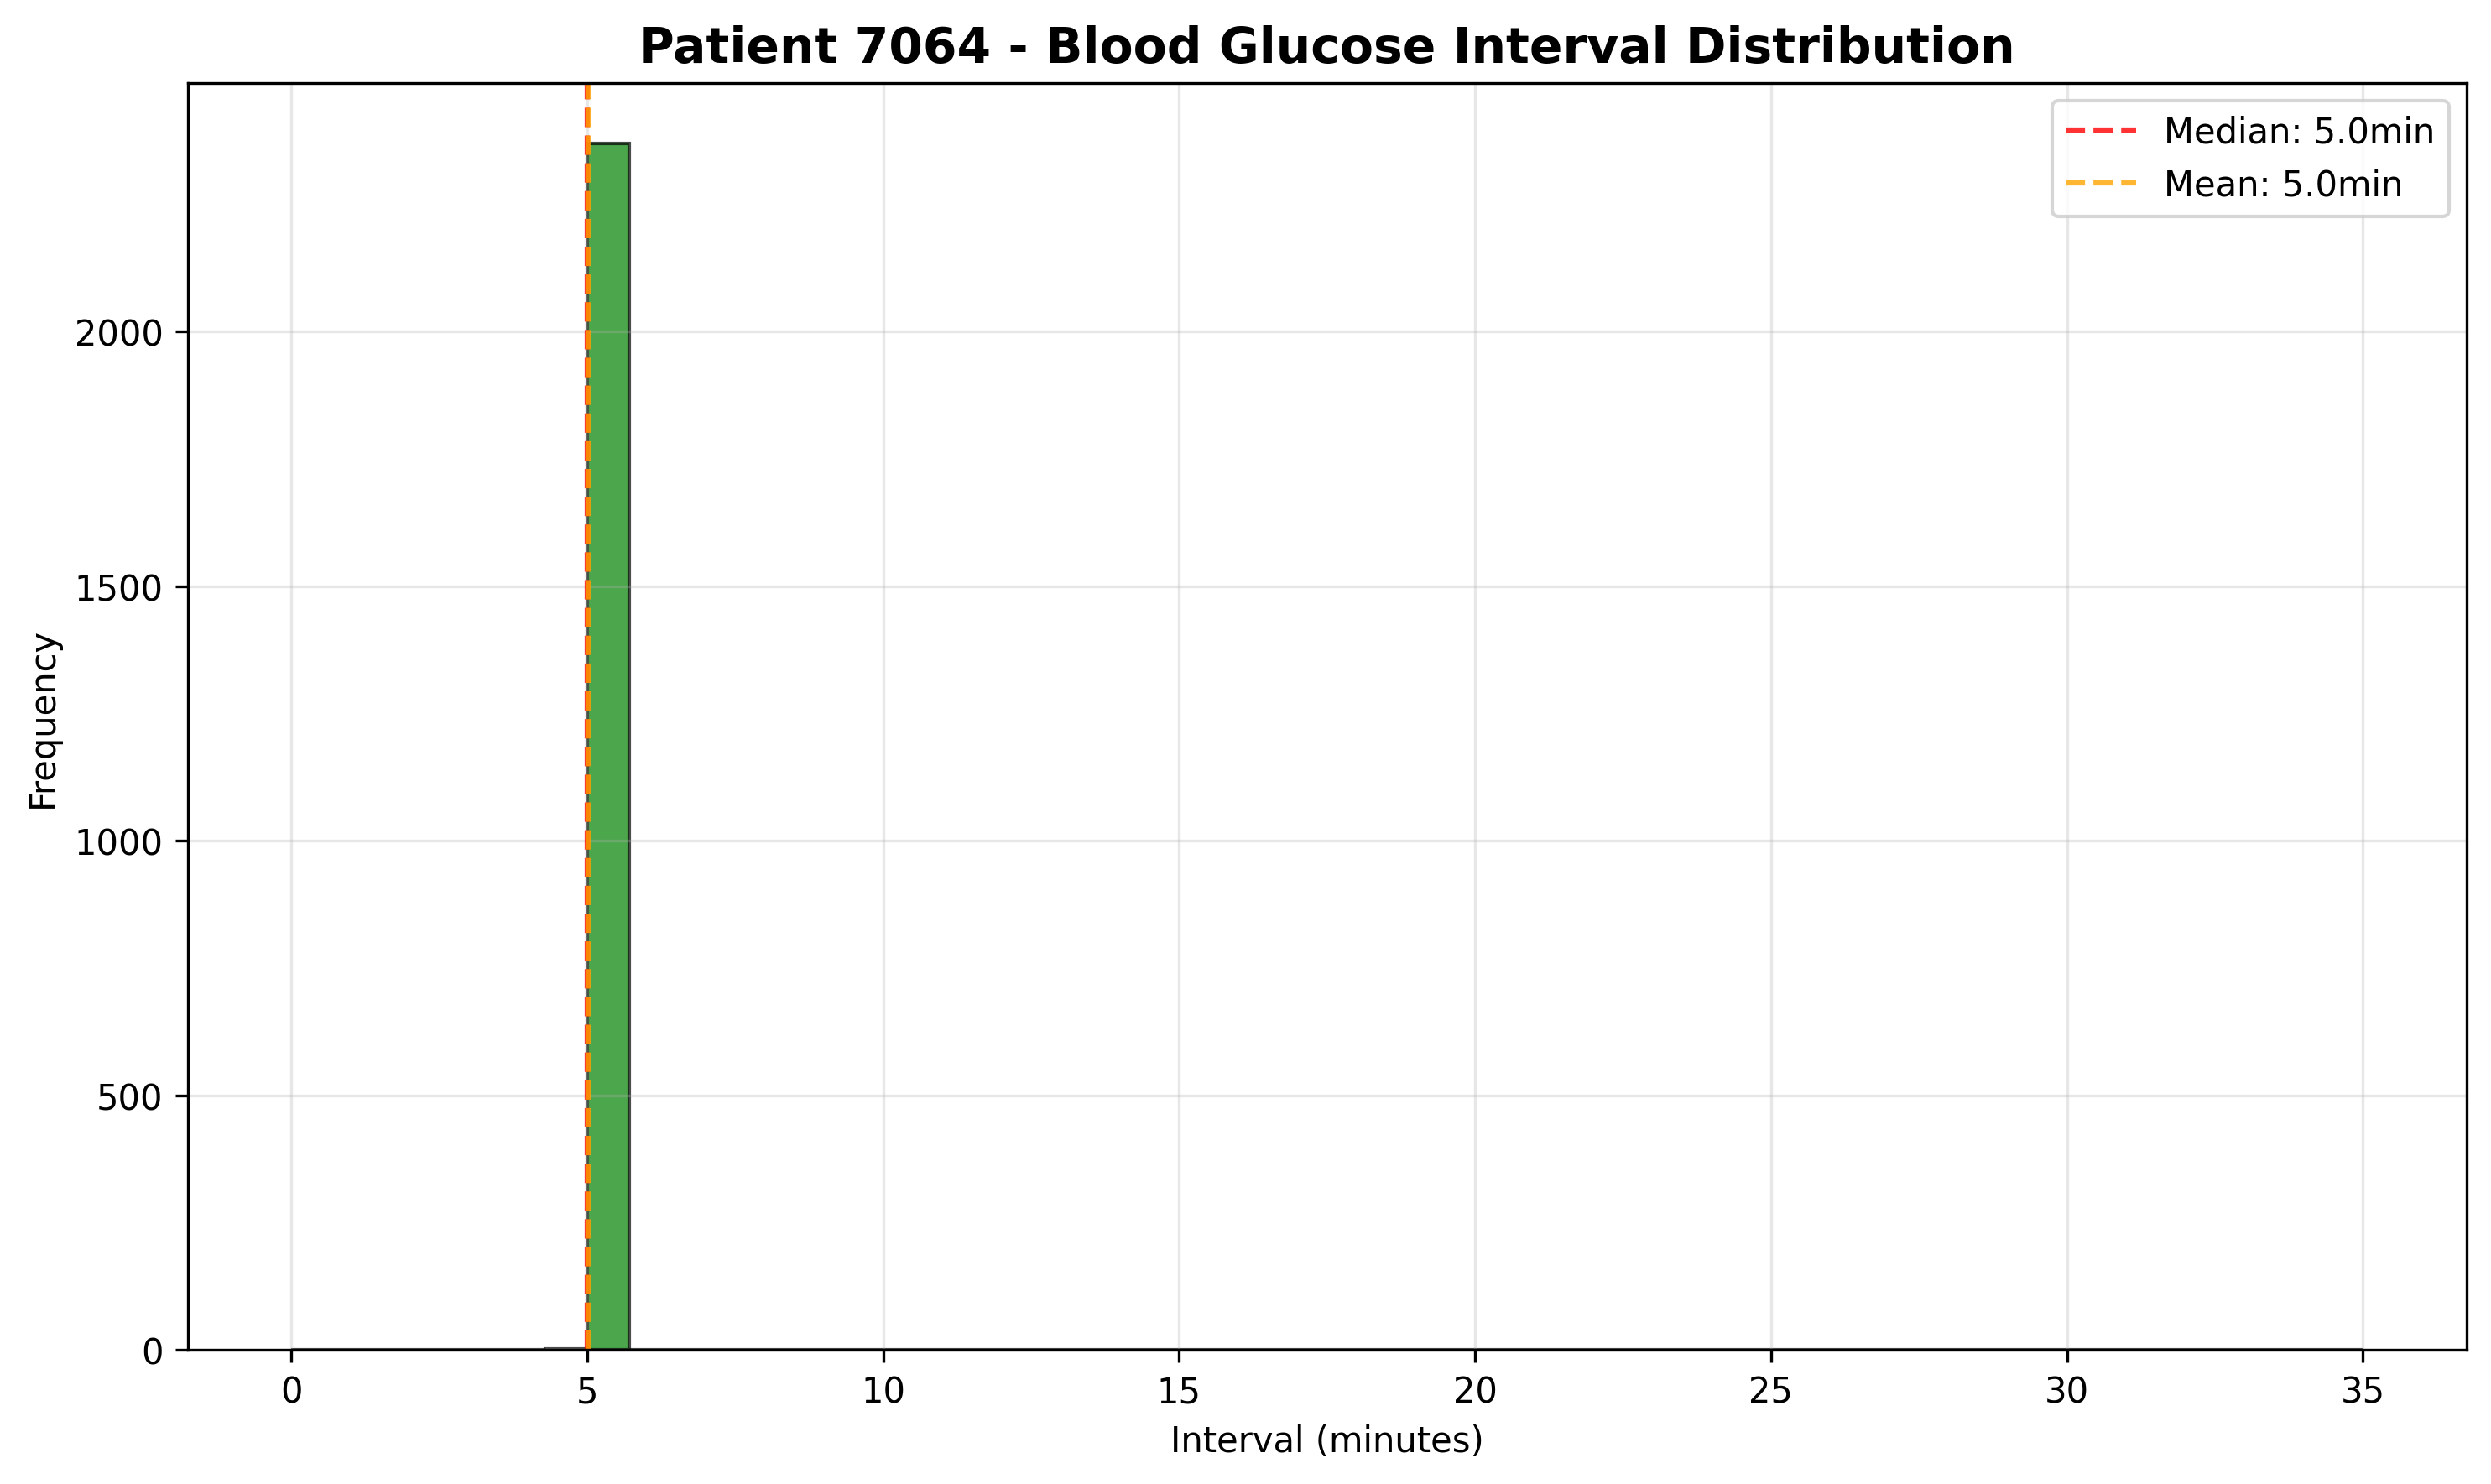 Patient 7064 - Blood Glucose Interval Distribution
Median: 5.0min
Mean: 5.0min
Frequency
2000
1500
1000
500
0
0 5 10 15 20 25 30 35
Interval (minutes)